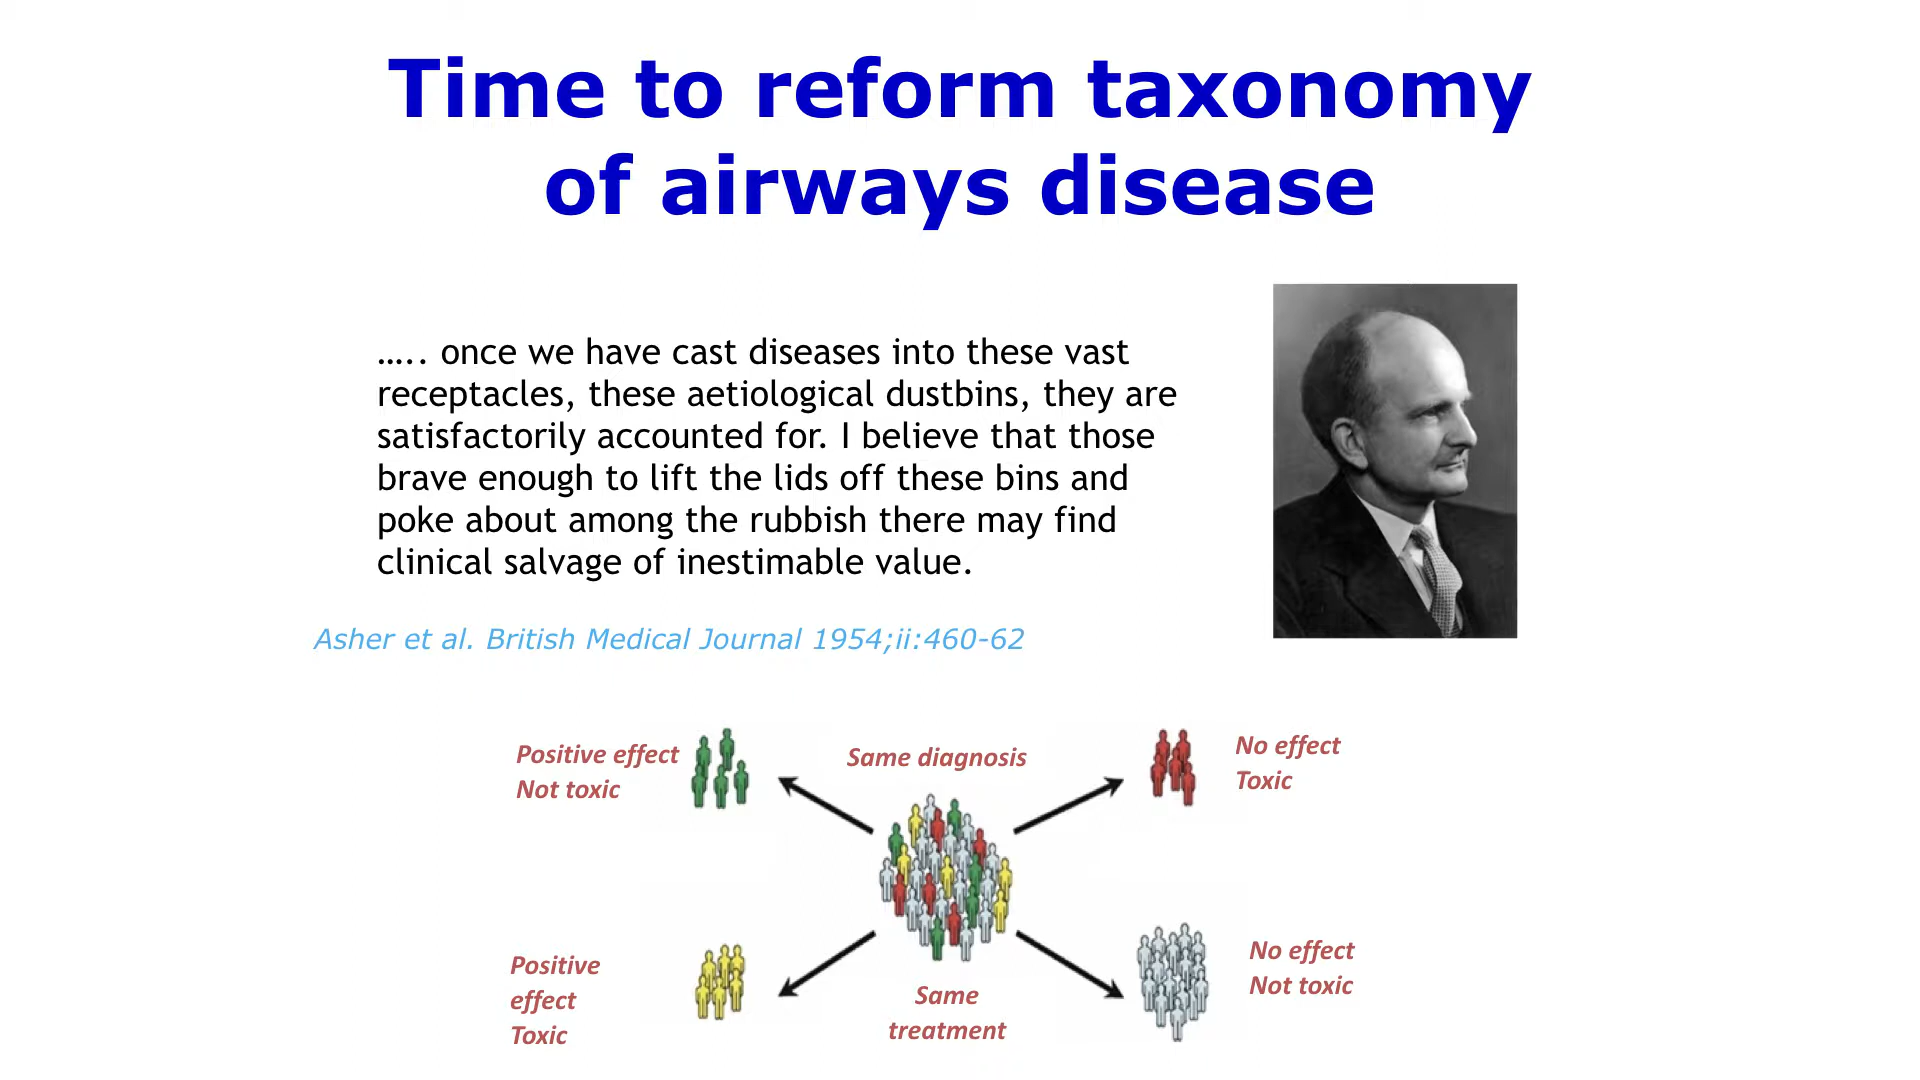 Time to reform taxonomy
of airways disease
….. once we have cast diseases into these vast
receptacles, these aetiological dustbins, they are
satisfactorily accounted for. I believe that those
brave enough to lift the lids off these bins and
poke about among the rubbish there may find
clinical salvage of inestimable value.
Asher et al. British Medical Journal 1954;ii:460-62
Positive effect
Not toxic
Same diagnosis
No effect
Toxic
Positive
effect
Toxic
Same
treatment
No effect
Not toxic